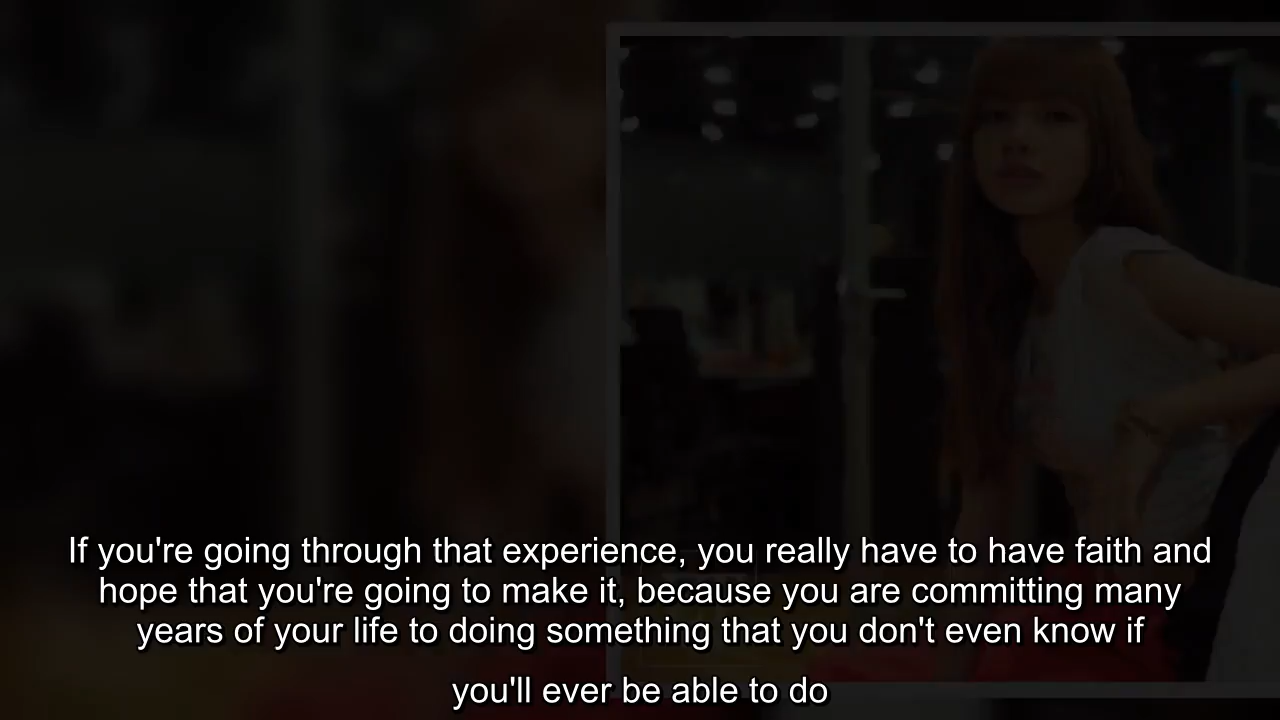 If you're going through that experience, you really have to have faith and
hope that you're going to make it, because you are committing many
years of your life to doing something that you don't even know if
you'll ever be able to do